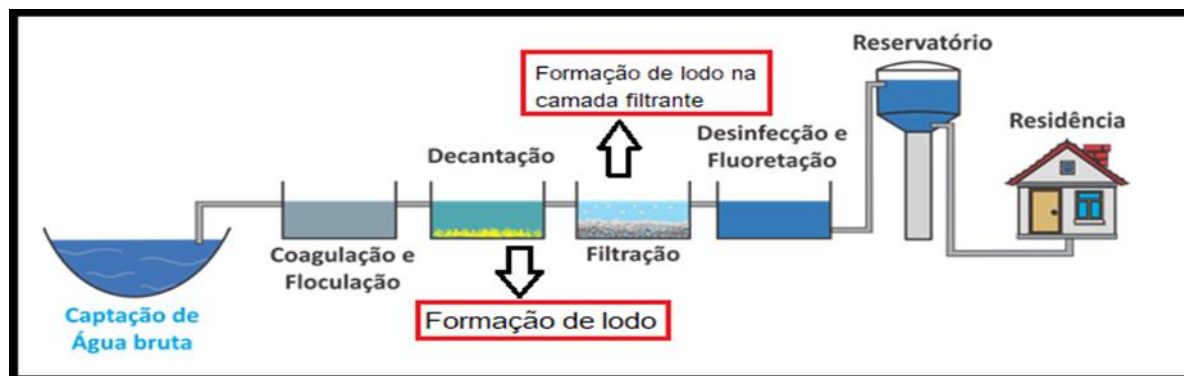 Reservatório
Formação de lodo na
camada filtrante
Residência
Desinfecção e
Fluoretação
Decantação
Coagulação e
Floculação
Filtração
Formação de lodo
Captação de
Água bruta